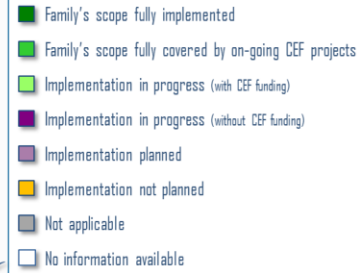 Family's scope fully implemented
Family's scope fully covered by on-going CEF projects
Implementation in progress (with CEF funding)
Implementation in progress (without CEF funding)
Implementation planned
Implementation not planned
Not applicable
No information available